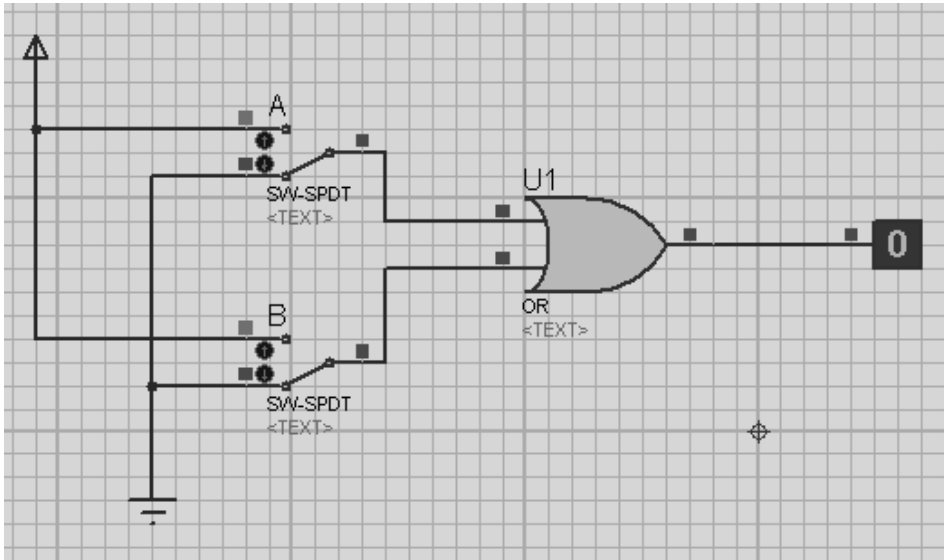 A
SW-SPDT
<TEXT>
U1
OR
<TEXT>
0
B
SW-SPDT
<TEXT>